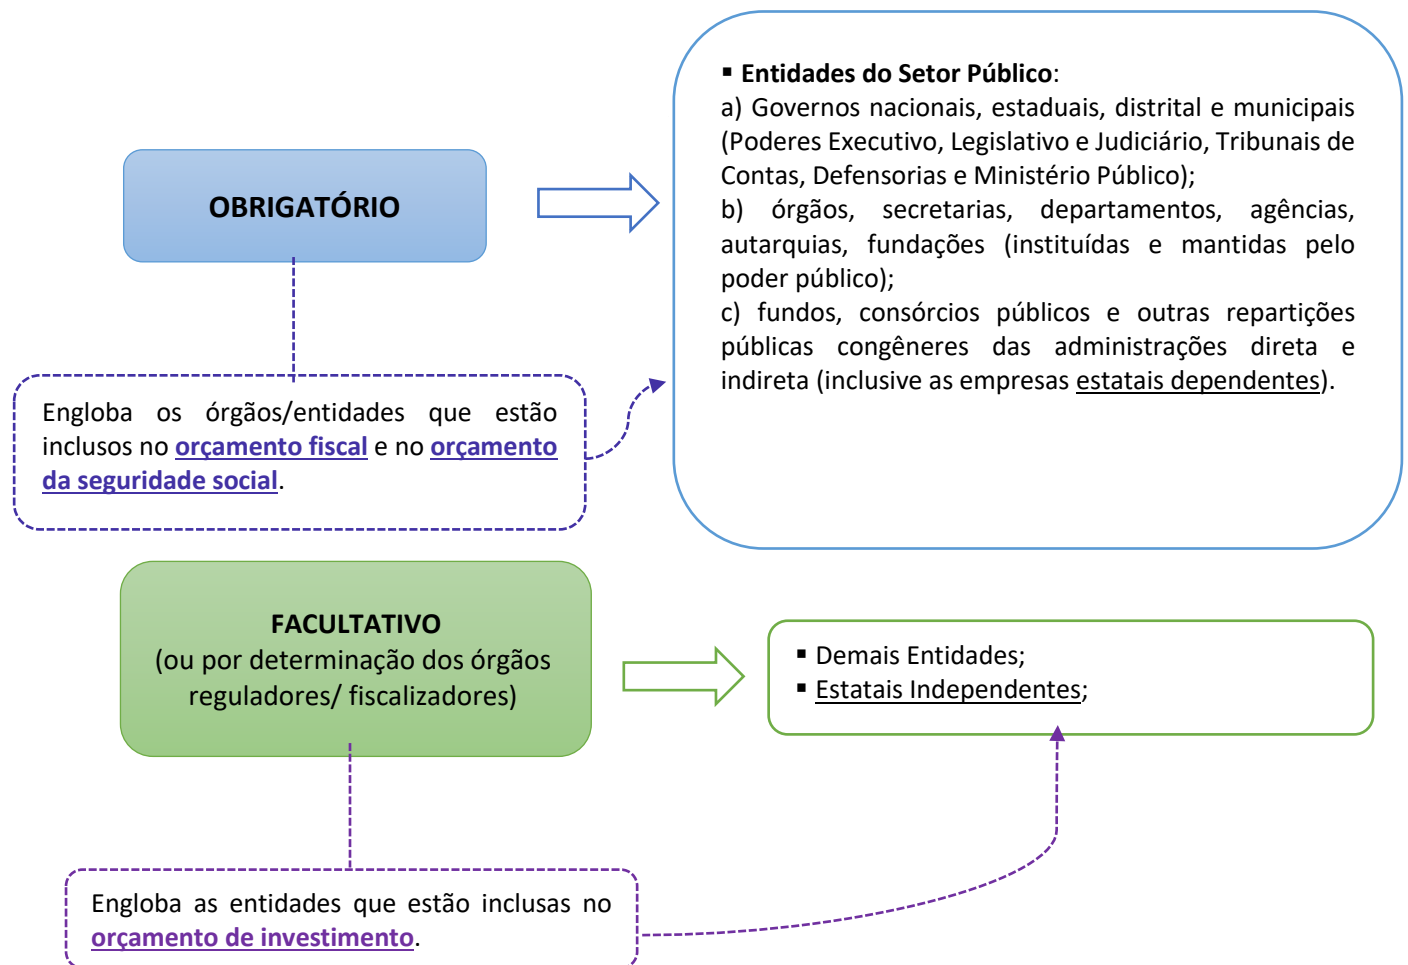 ▪ Entidades do Setor Público:
a) Governos nacionais, estaduais, distrital e municipais
(Poderes Executivo, Legislativo e Judiciário, Tribunais de
Contas, Defensorias e Ministério Público);
b) órgãos, secretarias, departamentos, agências,
autarquias, fundações (instituídas e mantidas pelo
poder público);
c) fundos, consórcios públicos e outras repartições
públicas congêneres das administrações direta e
indireta (inclusive as empresas estatais dependentes).
OBRIGATÓRIO
Engloba os órgãos/entidades que estão
inclusos no orçamento fiscal e no orçamento
da seguridade social.
FACULTATIVO
(ou por determinação dos órgãos
reguladores/ fiscalizadores)
▪ Demais Entidades;
▪ Estatais Independentes;
Engloba as entidades que estão inclusas no
orçamento de investimento.